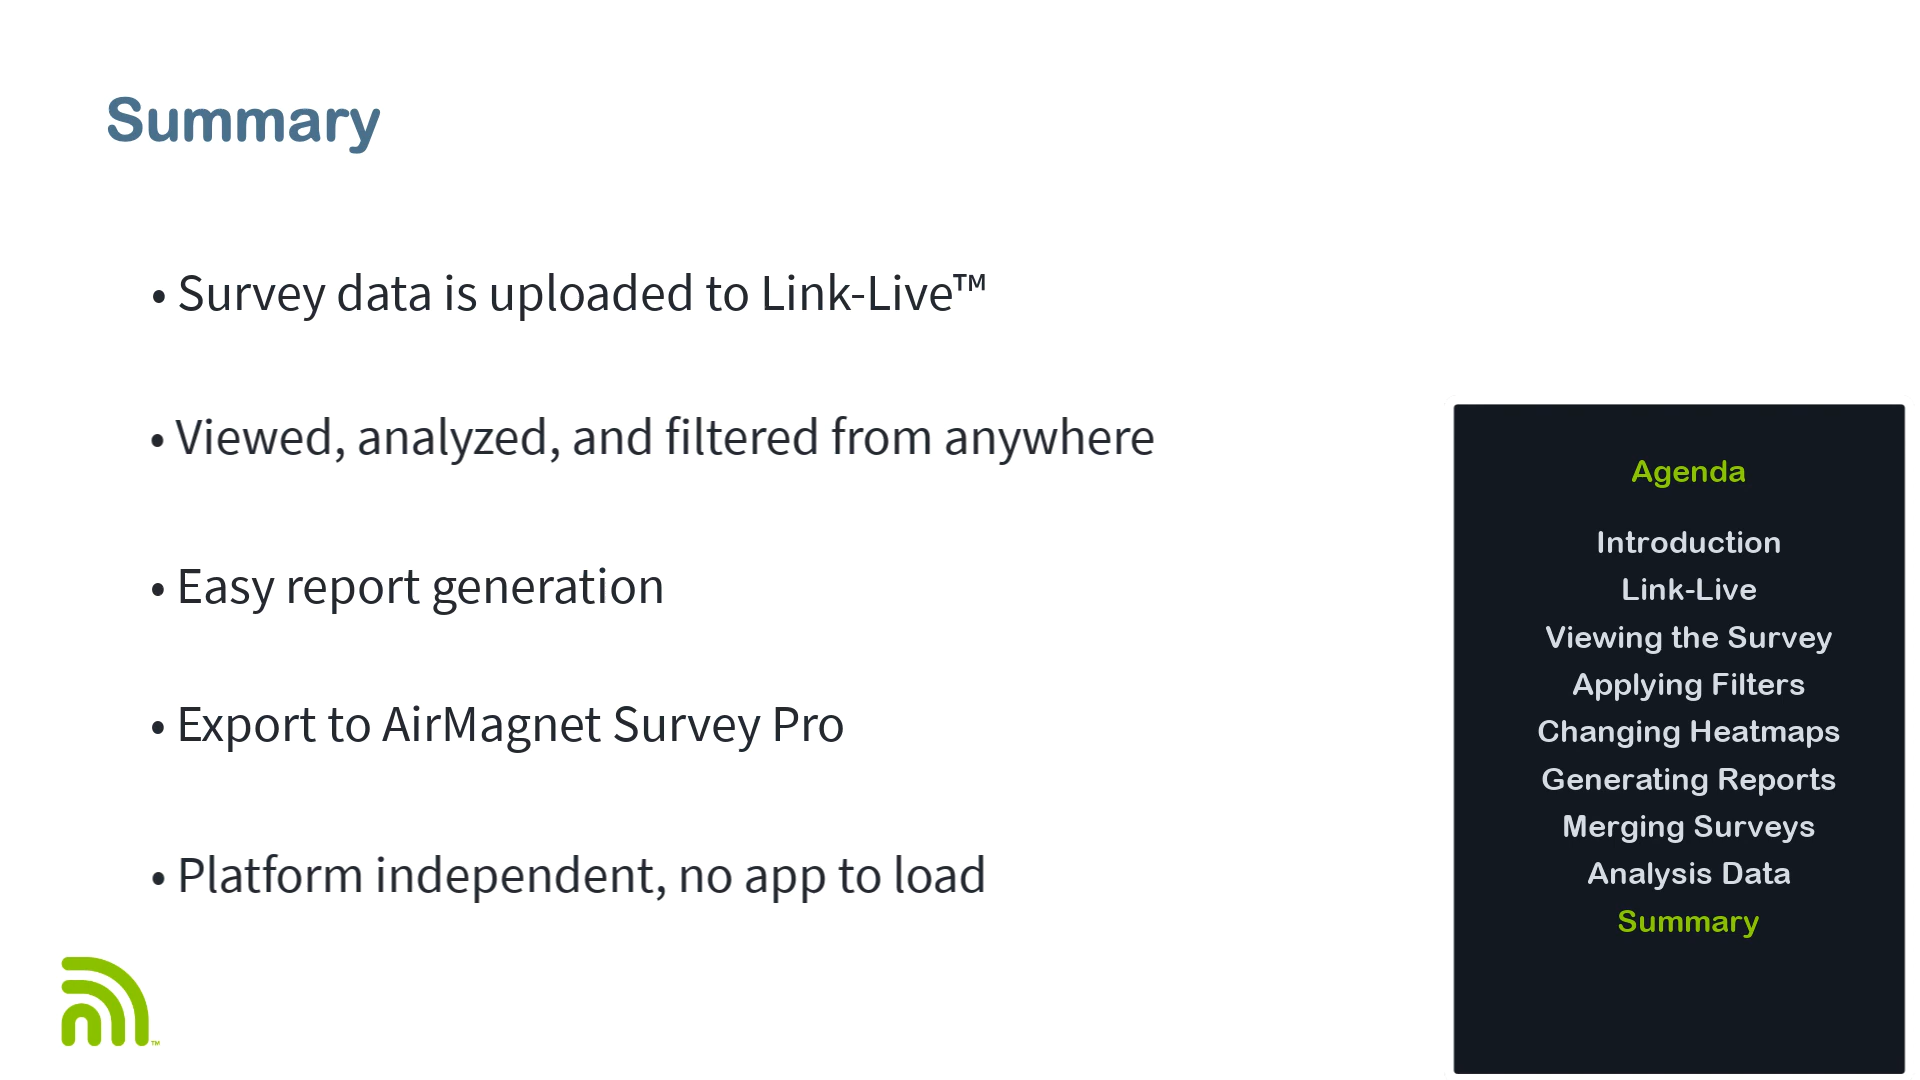 Summary
• Survey data is uploaded to Link-Live™
• Viewed, analyzed, and filtered from anywhere
• Easy report generation
• Export to AirMagnet Survey Pro
• Platform independent, no app to load
Agenda
Introduction
Link-Live
Viewing the Survey
Applying Filters
Changing Heatmaps
Generating Reports
Merging Surveys
Analysis Data
Summary
™